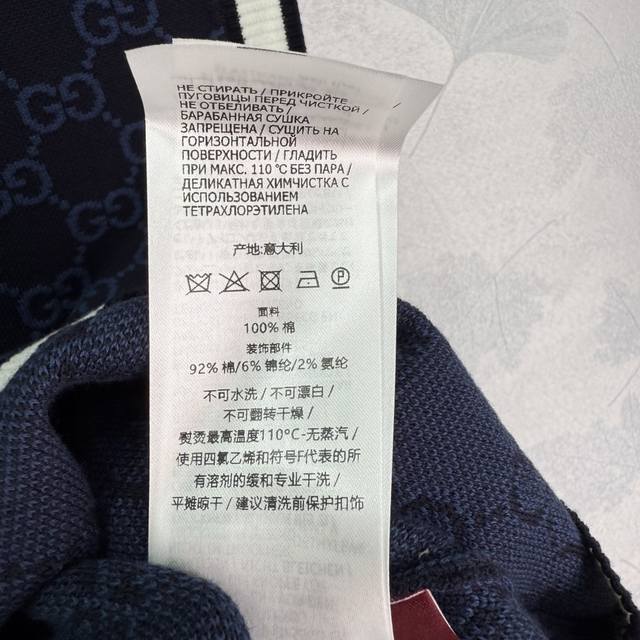 НЕ СТИРАТЬ / ПРИКРОЙТЕ
ПУГОВИЦЫ ПЕРЕД ЧИСТКОЙ /
НЕ ОТБЕЛИВАТЬ /
БАРАБАННАЯ СУШКА
ЗАПРЕЩЕНА / СУШИТЬ НА
ГОРИЗОНТАЛЬНОЙ
ПОВЕРХНОСТИ / ГЛАДИТЬ
ПРИ МАКС. 110 °C БЕЗ ПАРА /
ДЕЛИКАТНАЯ ХИМЧИСТКА С
ИСПОЛЬЗОВАНИЕМ
ТЕТРАХЛОРЭТИЛЕНА
产地:意大利
P
面料
100% 棉
装饰部件
92% 棉/6% 锦纶/2% 氨纶
不可水洗 / 不可漂白 /
不可翻转干燥 /
熨烫最高温度110°C-无蒸汽 /
使用四氯乙烯和符号F代表的所
有溶剂的缓和专业干洗 /
平摊晾干 / 建议清洗前保护扣饰